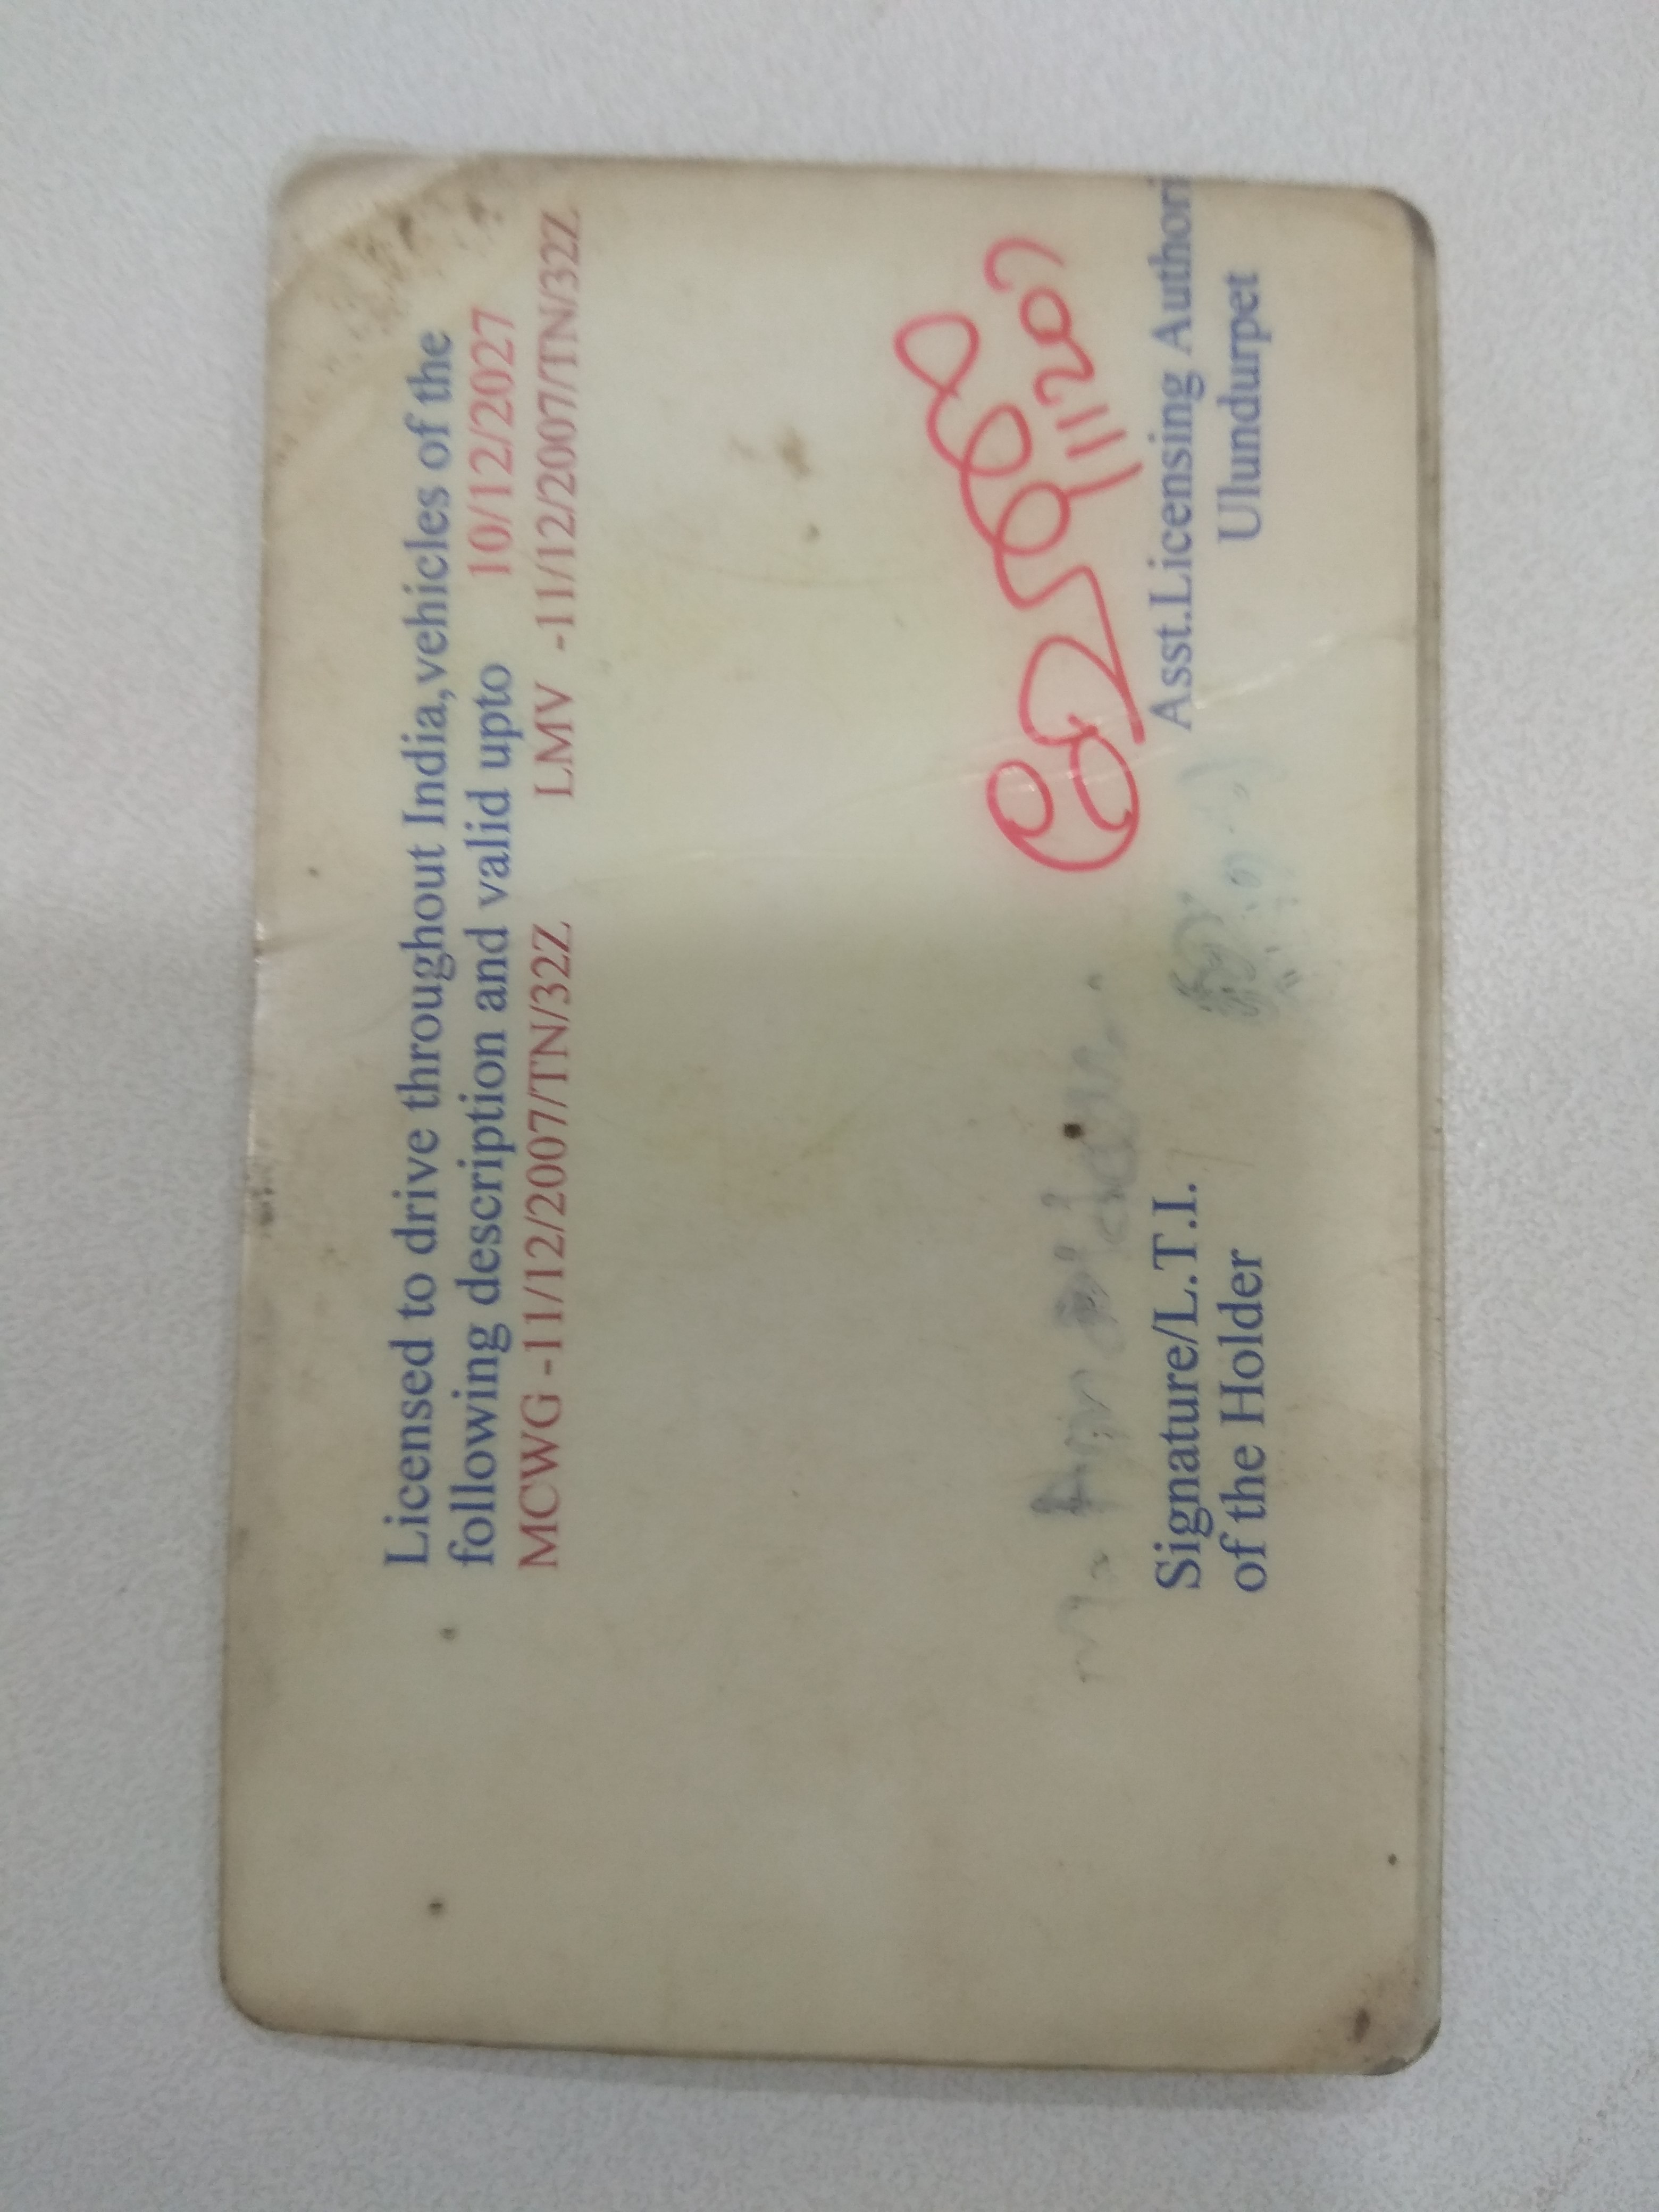 Licensed to drive throughout India,vehicles of the
following description and valid upto 10/12/2027
MCWG -11/12/2007/TN/32Z LMV -11/12/2007/TN/32Z
Signature/L.T.I. Asst.Licensing Authori
of the Holder Ulundurpet